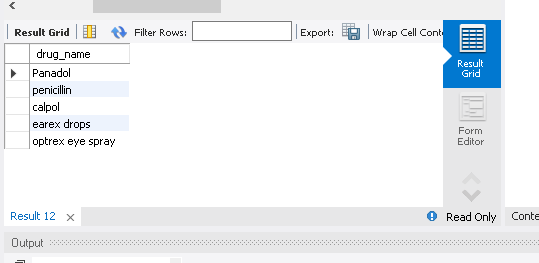 Result Grid Filter Rows: Export: Wrap Cell Conte
drug_name
Panadol
penicillin
calpol
earex drops
optrex eye spray
Result
Grid
Form
Editor
Result 12 Read Only Conte
Output